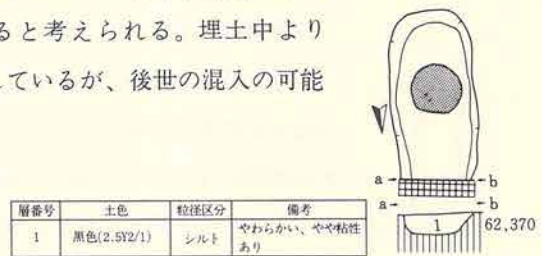 ると考えられる。埋土中より
しているが、後世の混入の可能
a b
a b
1 62,370
層番号 土色 粒径区分 備考
1 黒色(2.5Y2/1) シルト やわらかい、やや粘性
あり